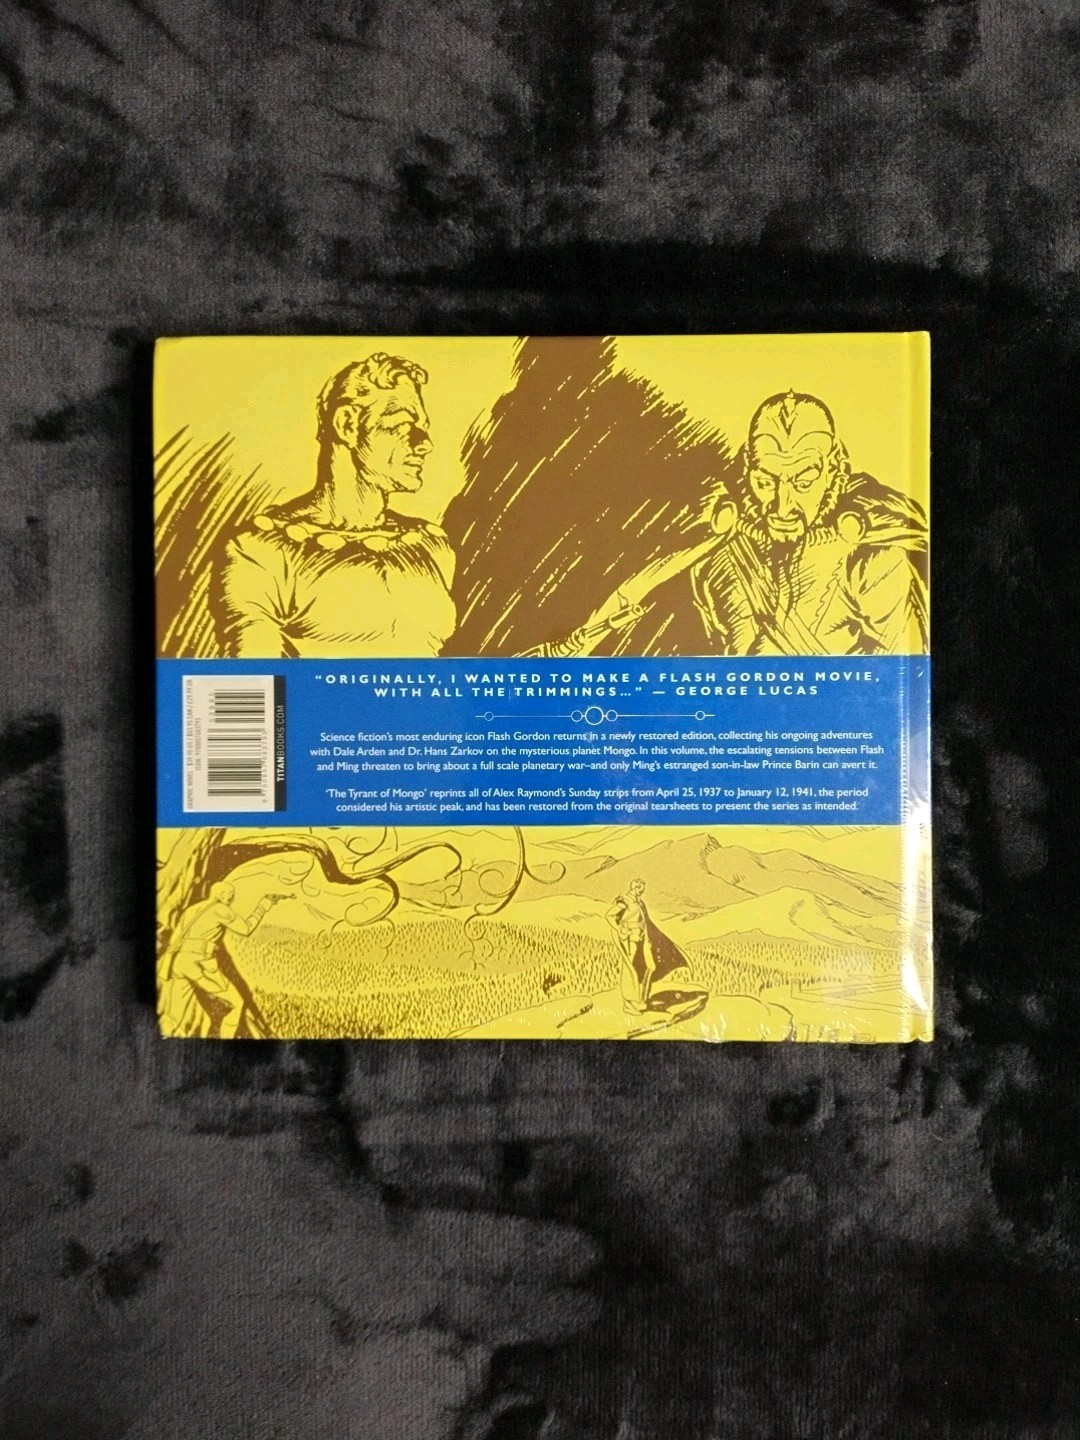 "ORIGINALLY, I WANTED TO MAKE A FLASH GORDON MOVIE,
WITH ALL THE TRIMMINGS..." — GEORGE LUCAS
Science fiction's most enduring icon Flash Gordon returns in a newly restored edition, collecting his ongoing adventures
with Dale Arden and Dr. Hans Zarkov on the mysterious planet Mongo. In this volume, the escalating tensions between Flash
and Ming threaten to bring about a full scale planetary war–and only Ming's estranged son-in-law Prince Barin can avert it.
'The Tyrant of Mongo' reprints all of Alex Raymond's Sunday strips from April 25, 1937 to January 12, 1941, the period
considered his artistic peak, and has been restored from the original tearsheets to present the series as intended.
GRAPHIC NOVEL
TITANBOOKS.COM